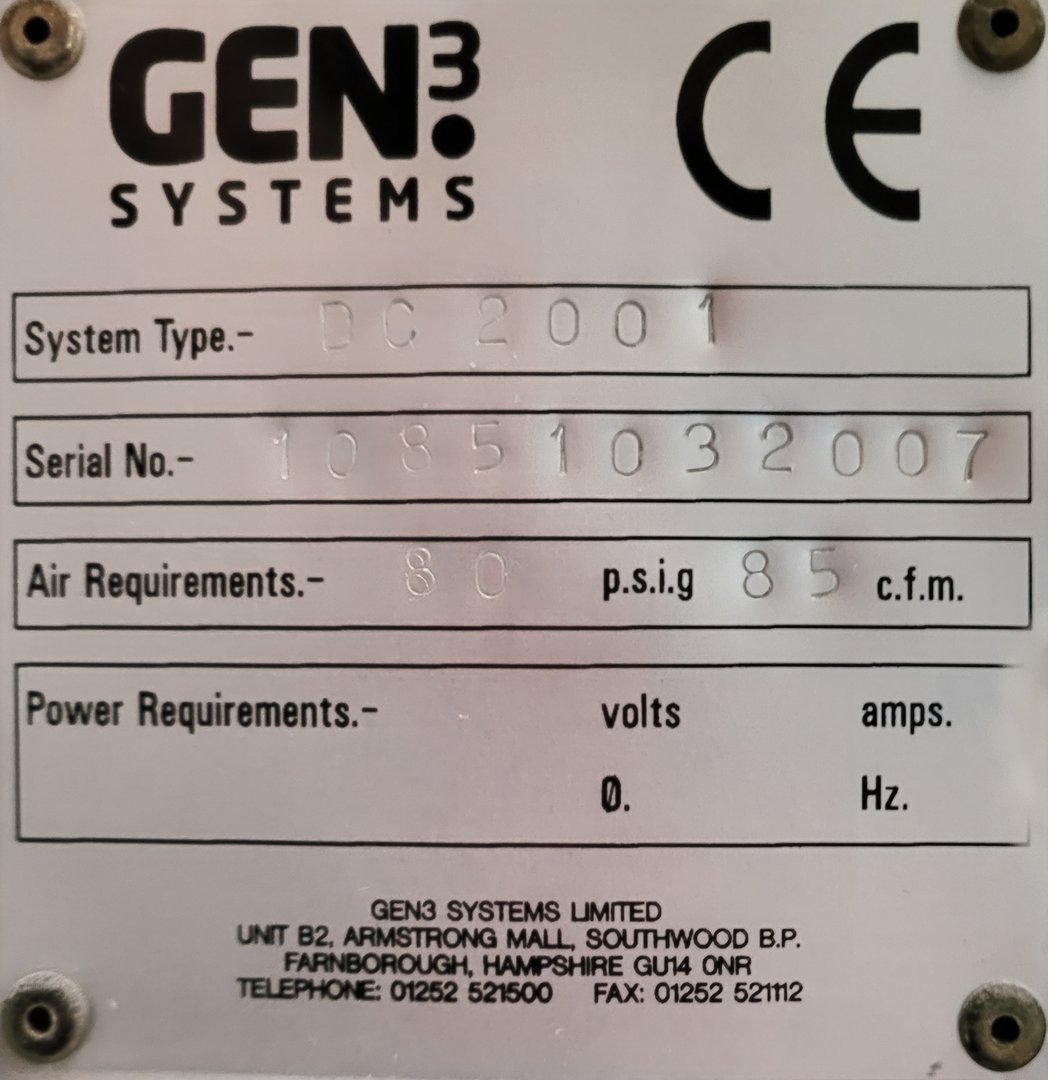 GEN3
SYSTEMS
CE
System Type.- DC 2001
Serial No.- 10851032007
Air Requirements.- 80 p.s.i.g 85 c.f.m.
Power Requirements.- volts amps.
Ø. Hz.
GEN3 SYSTEMS LIMITED
UNIT B2, ARMSTRONG MALL, SOUTHWOOD B.P.
FARNBOROUGH, HAMPSHIRE GU14 0NR
TELEPHONE: 01252 521500 FAX: 01252 521112